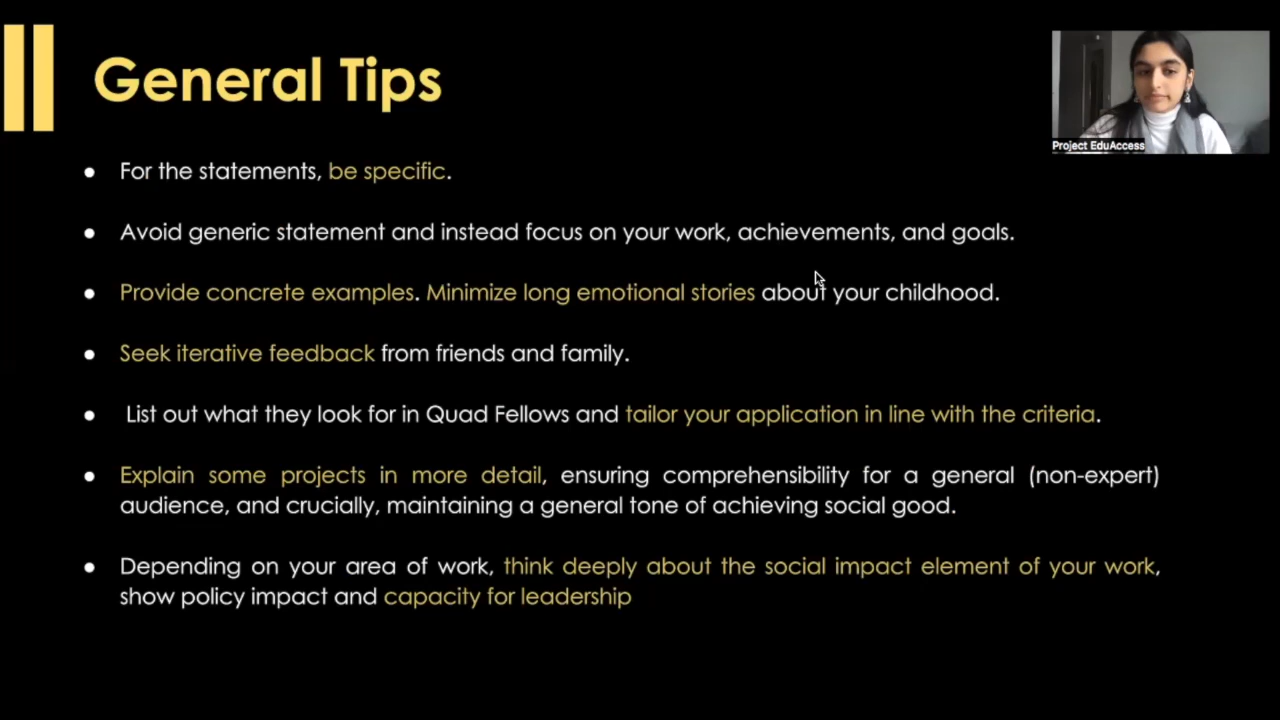 General Tips
Project EduAccess
● For the statements, be specific.
● Avoid generic statement and instead focus on your work, achievements, and goals.
● Provide concrete examples. Minimize long emotional stories about your childhood.
● Seek iterative feedback from friends and family.
● List out what they look for in Quad Fellows and tailor your application in line with the criteria.
● Explain some projects in more detail, ensuring comprehensibility for a general (non-expert)
audience, and crucially, maintaining a general tone of achieving social good.
● Depending on your area of work, think deeply about the social impact element of your work,
show policy impact and capacity for leadership